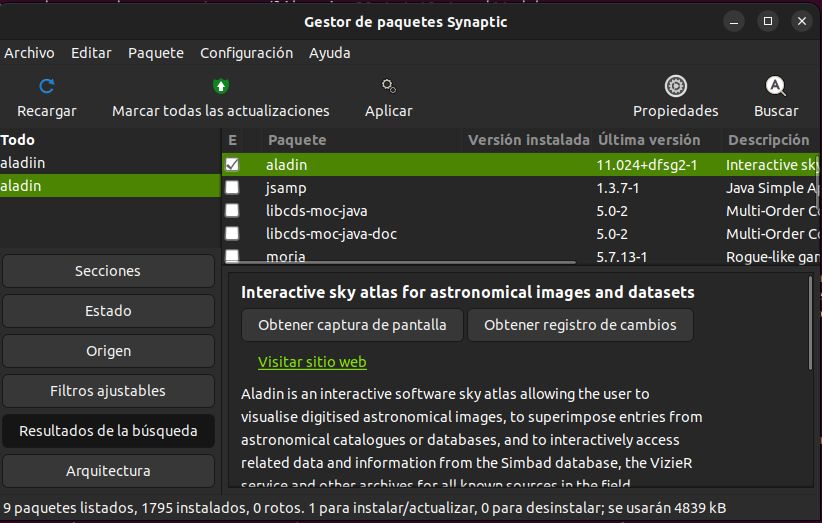 Gestor de paquetes Synaptic
Archivo Editar Paquete Configuración Ayuda
Recargar Marcar todas las actualizaciones Aplicar Propiedades Buscar
Todo
aladiin
aladin
E Paquete Versión instalada Última versión Descripción
aladin 11.024+dfsg2-1 Interactive sky
jsamp 1.3.7-1 Java Simple A
libcds-moc-java 5.0-2 Multi-Order C
libcds-moc-java-doc 5.0-2 Multi-Order C
moria 5.7.13-1 Rogue-like gam
Secciones
Estado
Origen
Filtros ajustables
Resultados de la búsqueda
Arquitectura
Interactive sky atlas for astronomical images and datasets
Obtener captura de pantalla Obtener registro de cambios
Visitar sitio web
Aladin is an interactive software sky atlas allowing the user to
visualise digitised astronomical images, to superimpose entries from
astronomical catalogues or databases, and to interactively access
related data and information from the Simbad database, the VizieR
service and other archives for all known sources in the field.
9 paquetes listados, 1795 instalados, 0 rotos. 1 para instalar/actualizar, 0 para desinstalar; se usarán 4839 kB